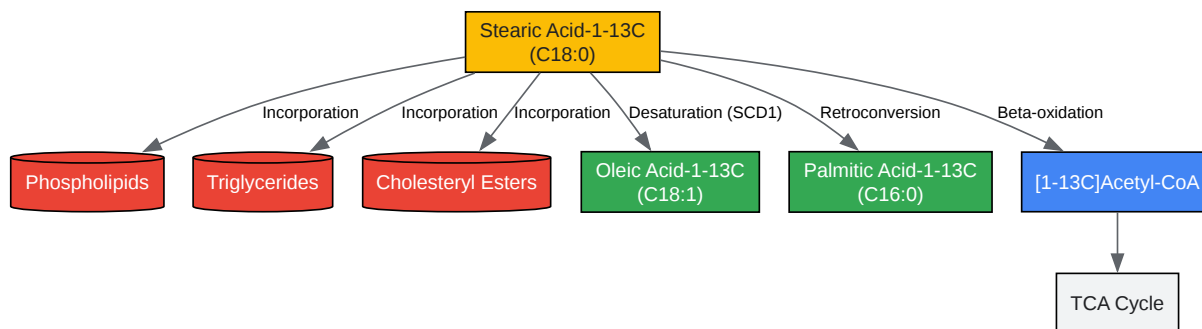 Stearic Acid-1-13C
(C18:0)
Incorporation
Incorporation
Incorporation
Desaturation (SCD1)
Retroconversion
Beta-oxidation
Phospholipids
Triglycerides
Cholesteryl Esters
Oleic Acid-1-13C
(C18:1)
Palmitic Acid-1-13C
(C16:0)
[1-13C]Acetyl-CoA
TCA Cycle